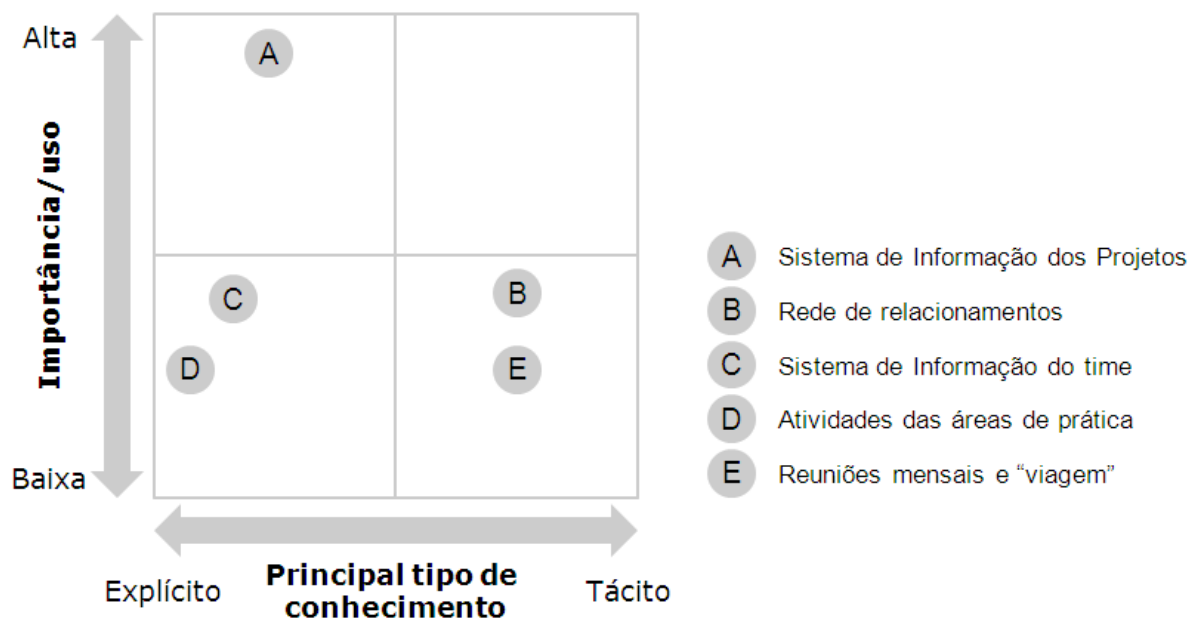 Alta
Importância/uso
Baixa
A
C
B
D
E
Explícito
Principal tipo de
conhecimento
Tácito
A Sistema de Informação dos Projetos
B Rede de relacionamentos
C Sistema de Informação do time
D Atividades das áreas de prática
E Reuniões mensais e “viagem”